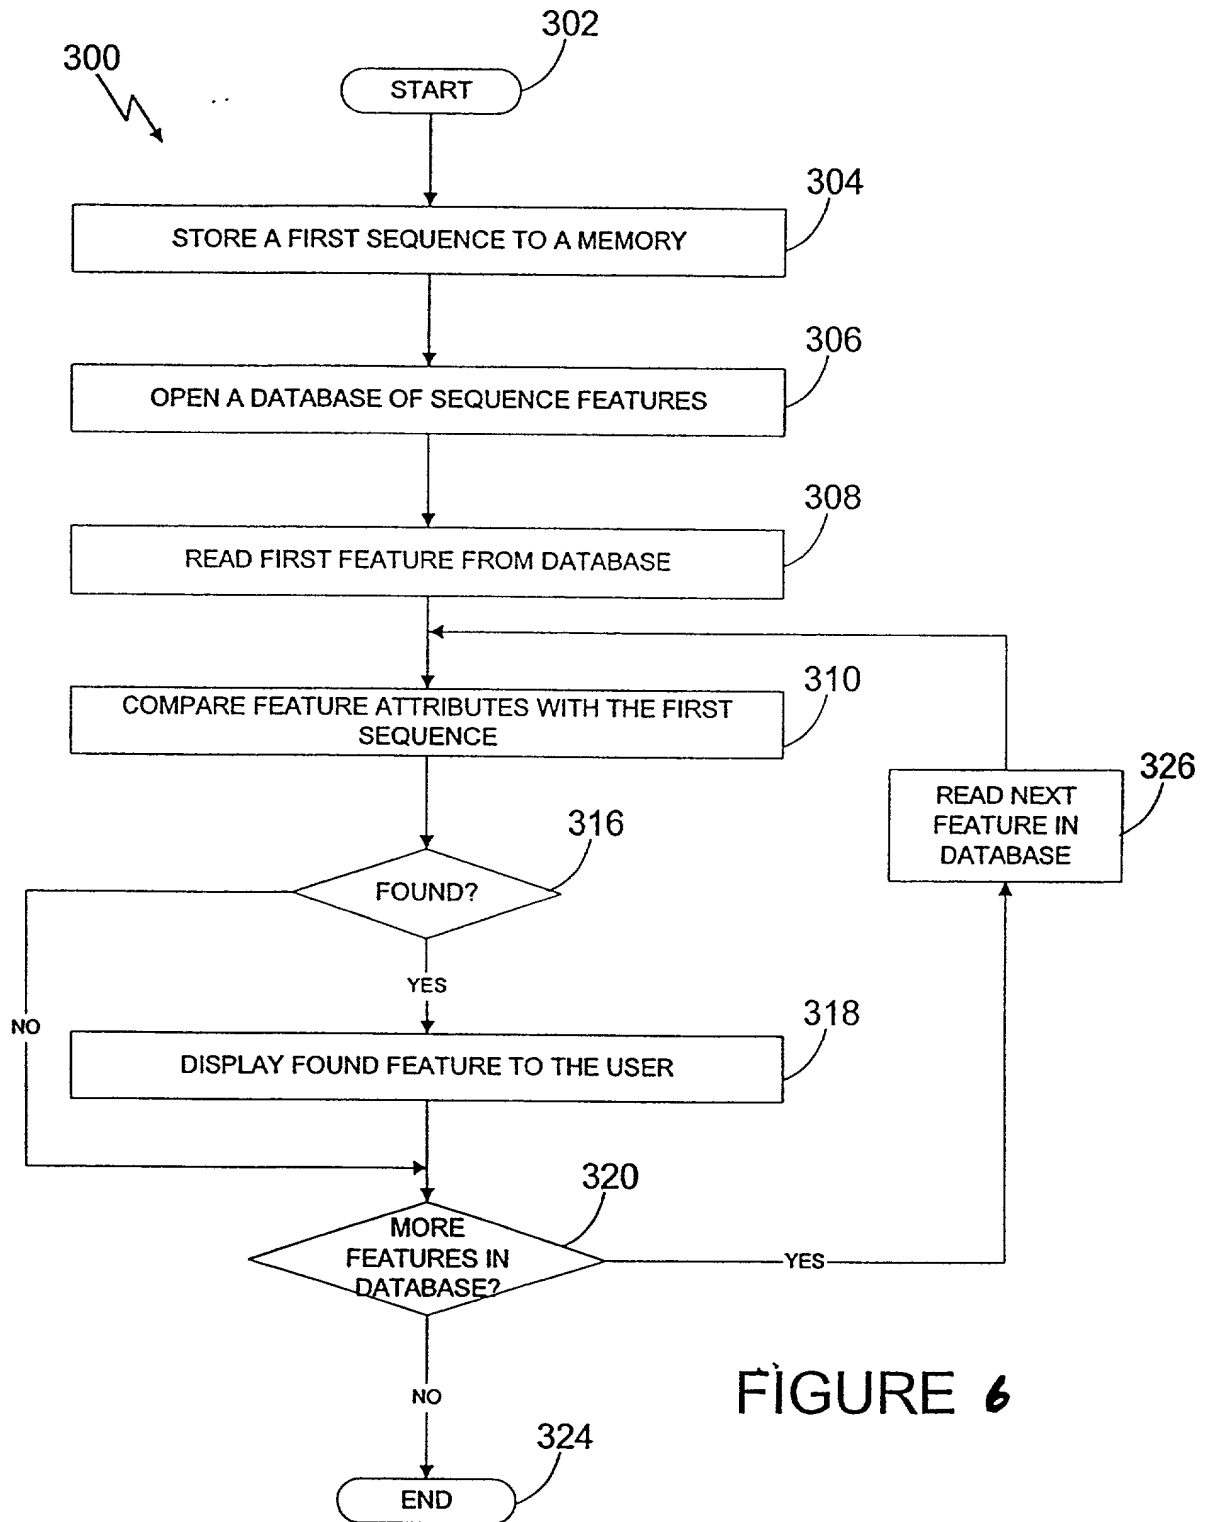 302
300
START
304
STORE A FIRST SEQUENCE TO A MEMORY
306
OPEN A DATABASE OF SEQUENCE FEATURES
308
READ FIRST FEATURE FROM DATABASE
310
COMPARE FEATURE ATTRIBUTES WITH THE FIRST
SEQUENCE
326
READ NEXT
FEATURE IN
DATABASE
316
FOUND?
YES
NO
318
DISPLAY FOUND FEATURE TO THE USER
320
MORE
FEATURES IN
DATABASE?
YES
NO
FIGURE 6
324
END